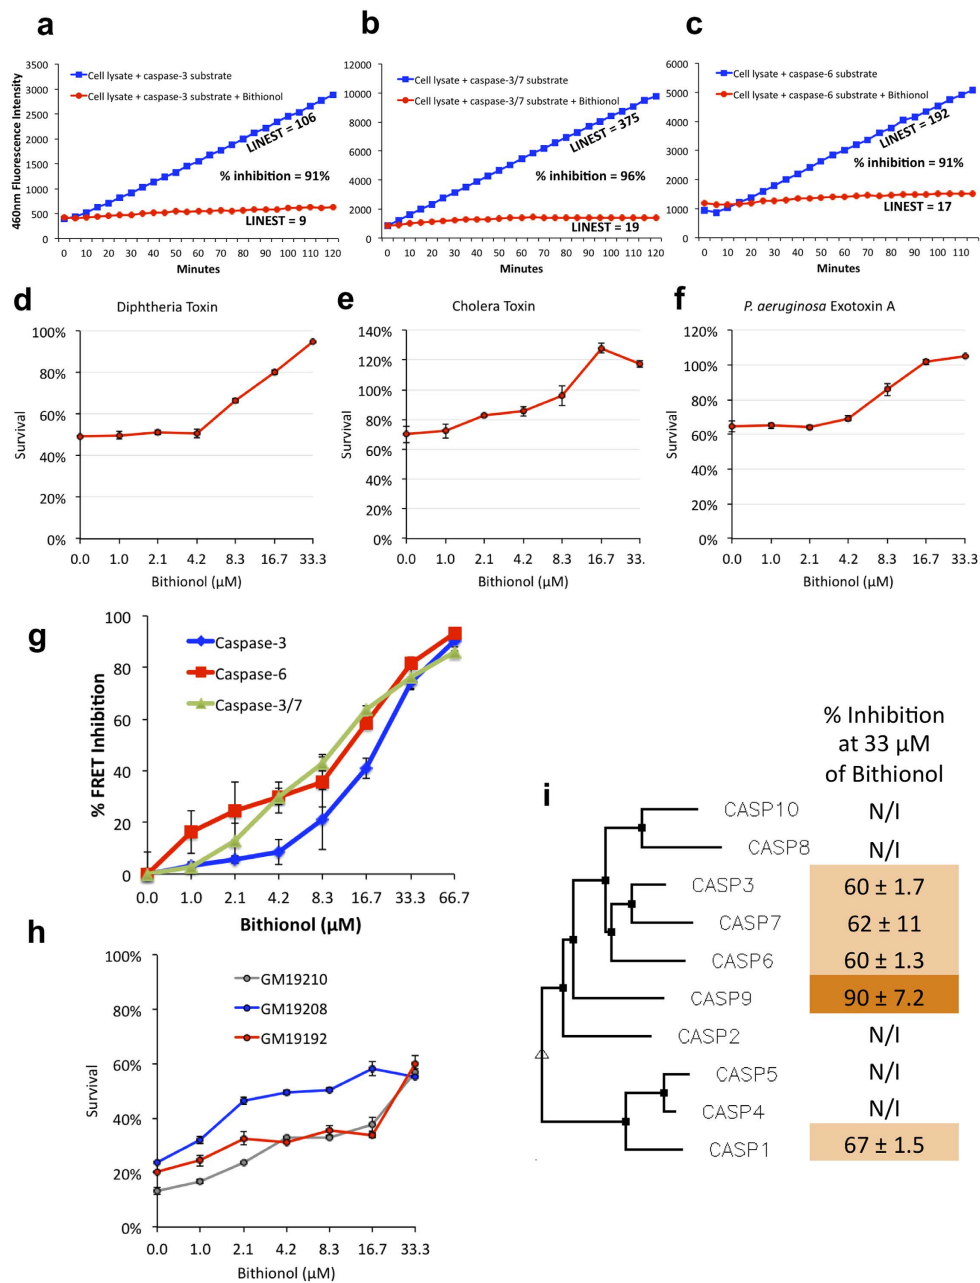 a
3500
3000
2500
2000
1500
1000
500
0
460nm Fluorescence Intensity
Cell lysate + caspase-3 substrate
Cell lysate + caspase-3 substrate + Bithionol
LINEST = 106
% inhibition = 91%
LINEST = 9
0 10 20 30 40 50 60 70 80 90 100 110 120
Minutes
b
12000
10000
8000
6000
4000
2000
0
Cell lysate + caspase-3/7 substrate
Cell lysate + caspase-3/7 substrate + Bithionol
LINEST = 375
% inhibition = 96%
LINEST = 19
0 10 20 30 40 50 60 70 80 90 100 110 120
Minutes
c
6000
5000
4000
3000
2000
1000
0
Cell lysate + caspase-6 substrate
Cell lysate + caspase-6 substrate + Bithionol
LINEST = 192
% inhibition = 91%
LINEST = 17
0 10 20 30 40 50 60 70 80 90 100 110
Minutes
d
Diphtheria Toxin
100%
80%
60%
40%
20%
0%
Survival
0.0 1.0 2.1 4.2 8.3 16.7 33.3
Bithionol (µM)
e
Cholera Toxin
140%
120%
100%
80%
60%
40%
20%
0%
Survival
0.0 1.0 2.1 4.2 8.3 16.7 33.
Bithionol (µM)
f
P. aeruginosa Exotoxin A
120%
100%
80%
60%
40%
20%
0%
Survival
0.0 1.0 2.1 4.2 8.3 16.7 33.3
Bithionol (µM)
g
100
80
60
40
20
0
% FRET Inhibition
Caspase-3
Caspase-6
Caspase-3/7
0.0 1.0 2.1 4.2 8.3 16.7 33.3 66.7
Bithionol (µM)
h
100%
80%
60%
40%
20%
0%
Survival
GM19210
GM19208
GM19192
0.0 1.0 2.1 4.2 8.3 16.7 33.3
Bithionol (µM)
i
% Inhibition
at 33 µM
of Bithionol
CASP10 N/I
CASP8 N/I
CASP3 60 ± 1.7
CASP7 62 ± 11
CASP6 60 ± 1.3
CASP9 90 ± 7.2
CASP2 N/I
CASP5 N/I
CASP4 N/I
CASP1 67 ± 1.5